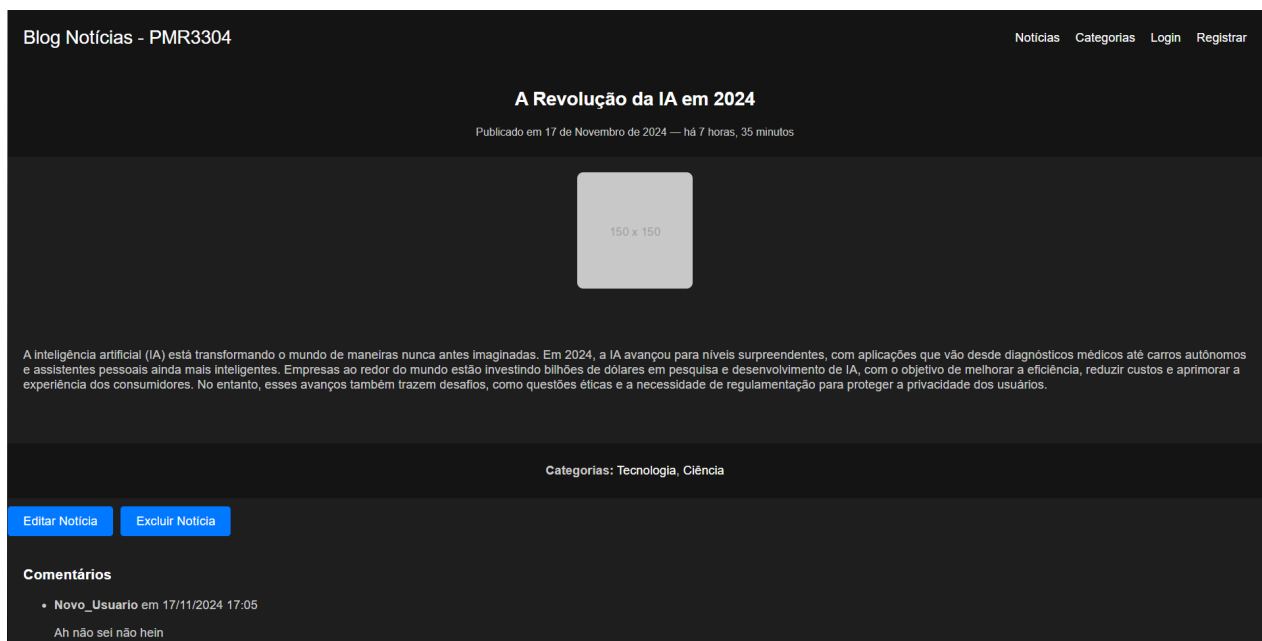 Blog Notícias - PMR3304
Notícias Categorias Login Registrar
A Revolução da IA em 2024
Publicado em 17 de Novembro de 2024 — há 7 horas, 35 minutos
150 x 150
A inteligência artificial (IA) está transformando o mundo de maneiras nunca antes imaginadas. Em 2024, a IA avançou para níveis surpreendentes, com aplicações que vão desde diagnósticos médicos até carros autônomos
e assistentes pessoais ainda mais inteligentes. Empresas ao redor do mundo estão investindo bilhões de dólares em pesquisa e desenvolvimento de IA, com o objetivo de melhorar a eficiência, reduzir custos e aprimorar a
experiência dos consumidores. No entanto, esses avanços também trazem desafios, como questões éticas e a necessidade de regulamentação para proteger a privacidade dos usuários.
Categorias: Tecnologia, Ciência
Editar Notícia Excluir Notícia
Comentários
• Novo_Usuario em 17/11/2024 17:05
Ah não sei não hein